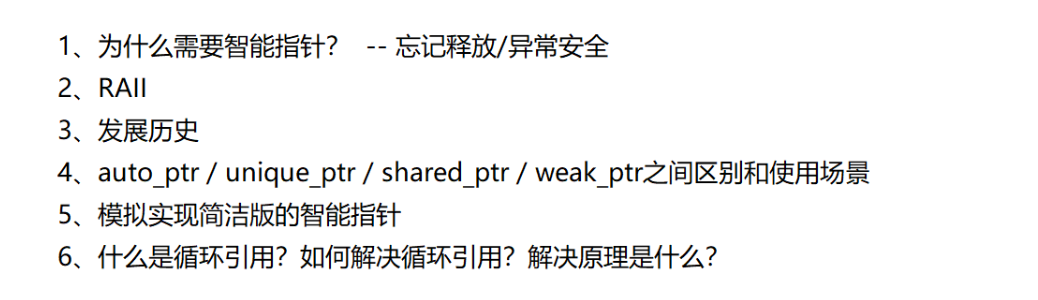 1、为什么需要智能指针？ -- 忘记释放/异常安全
2、RAII
3、发展历史
4、auto_ptr / unique_ptr / shared_ptr / weak_ptr之间区别和使用场景
5、模拟实现简洁版的智能指针
6、什么是循环引用？如何解决循环引用？解决原理是什么？